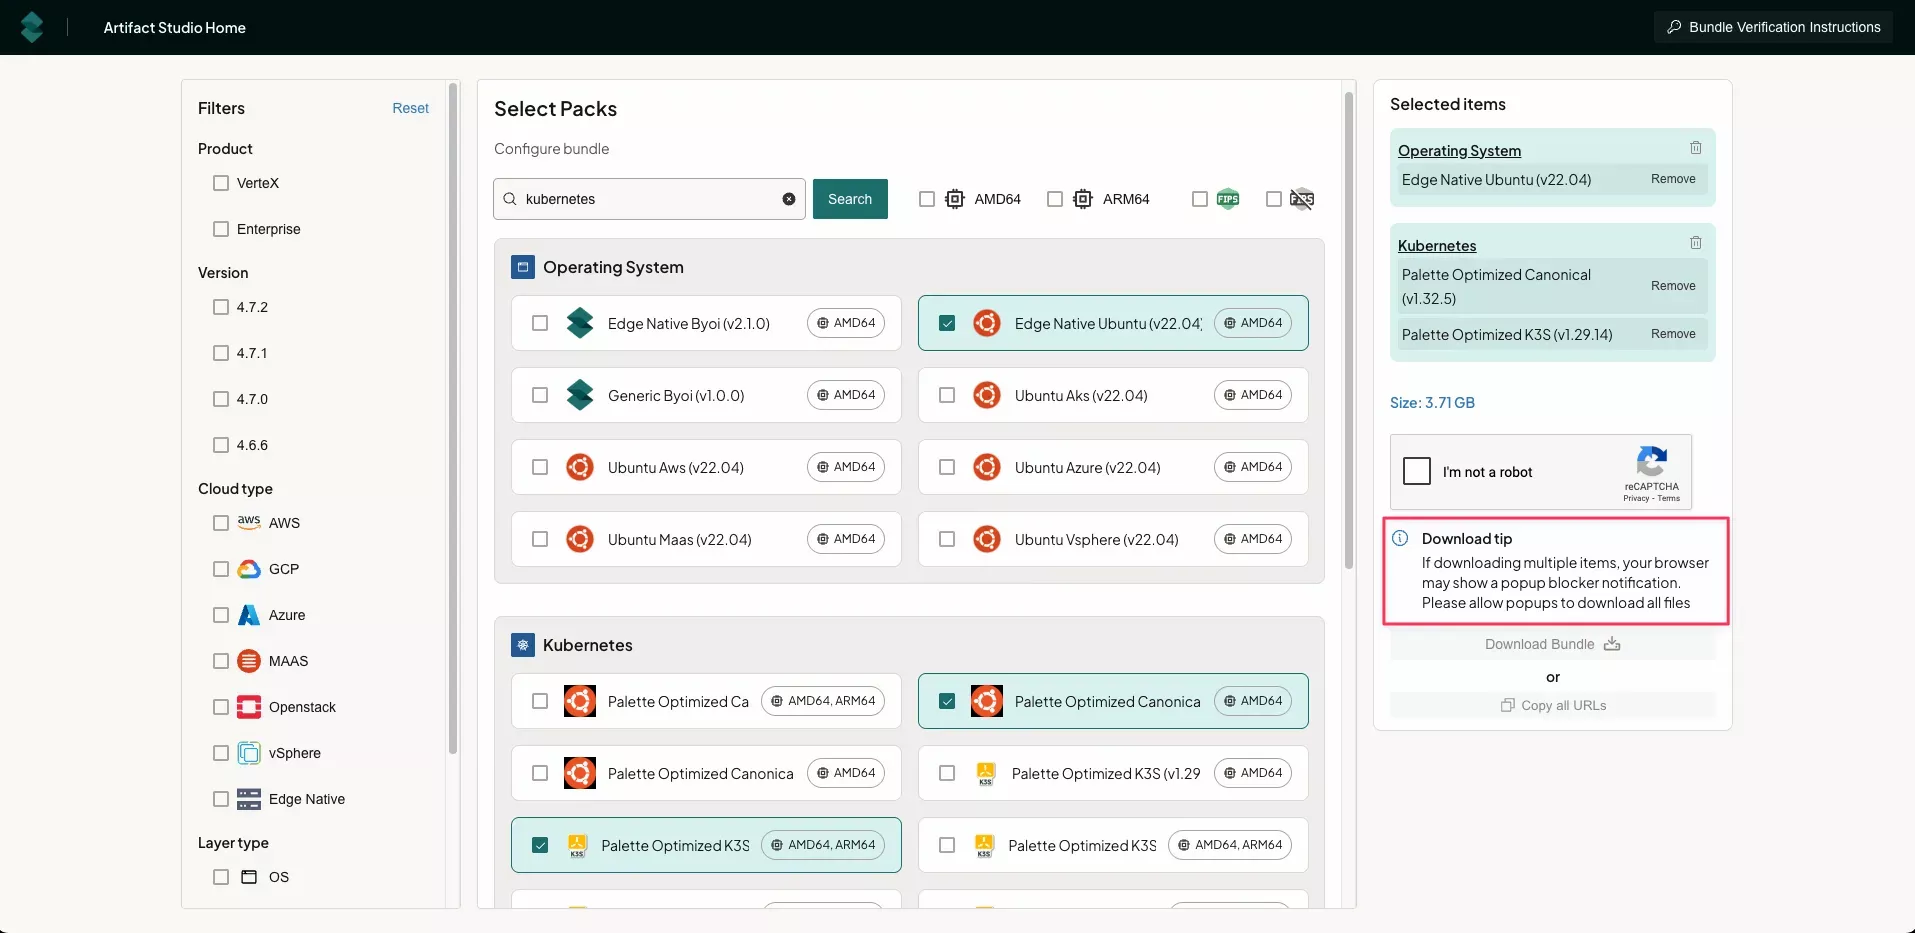 Artifact Studio Home
Bundle Verification Instructions
Filters
Reset
Product
VerteX
Enterprise
Version
4.7.2
4.7.1
4.7.0
4.6.6
Cloud type
aws AWS
GCP
Azure
MAAS
Openstack
vSphere
Edge Native
Layer type
OS
Select Packs
Configure bundle
kubernetes
Search
AMD64
ARM64
FIPS
FIPS
Operating System
Edge Native Byoi (v2.1.0)
AMD64
Edge Native Ubuntu (v22.04)
AMD64
Generic Byoi (v1.0.0)
AMD64
Ubuntu Aks (v22.04)
AMD64
Ubuntu Aws (v22.04)
AMD64
Ubuntu Azure (v22.04)
AMD64
Ubuntu Maas (v22.04)
AMD64
Ubuntu Vsphere (v22.04)
AMD64
Kubernetes
Palette Optimized Ca
AMD64, ARM64
Palette Optimized Canonica
AMD64
Palette Optimized Canonica
AMD64
K3S
Palette Optimized K3S (v1.29
AMD64
K3S
Palette Optimized K3S
AMD64, ARM64
K3S
Palette Optimized K3S
AMD64, ARM64
Selected items
Operating System
Edge Native Ubuntu (v22.04)
Remove
Kubernetes
Palette Optimized Canonical
(v1.32.5)
Remove
Palette Optimized K3S (v1.29.14)
Remove
Size: 3.71 GB
I'm not a robot
reCAPTCHA
Privacy - Terms
Download tip
If downloading multiple items, your browser
may show a popup blocker notification.
Please allow popups to download all files
Download Bundle
or
Copy all URLs